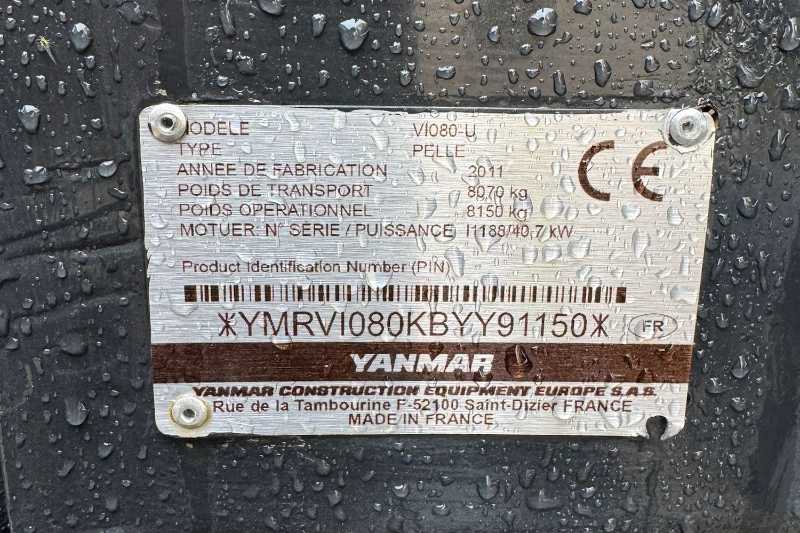 MODELE VIO80-U
TYPE PELLE
ANNEE DE FABRICATION 2011
POIDS DE TRANSPORT 8070 kg
POIDS OPERATIONNEL 8150 kg
MOTUER: N° SÉRIE / PUISSANCE I1188/40,7 kW
CE
Product Identification Number (PIN)
*YMRVI080KBYY91150*
FR
YANMAR
YANMAR CONSTRUCTION EQUIPMENT EUROPE S.A.S.
Rue de la Tambourine F-52100 Saint-Dizier FRANCE
MADE IN FRANCE